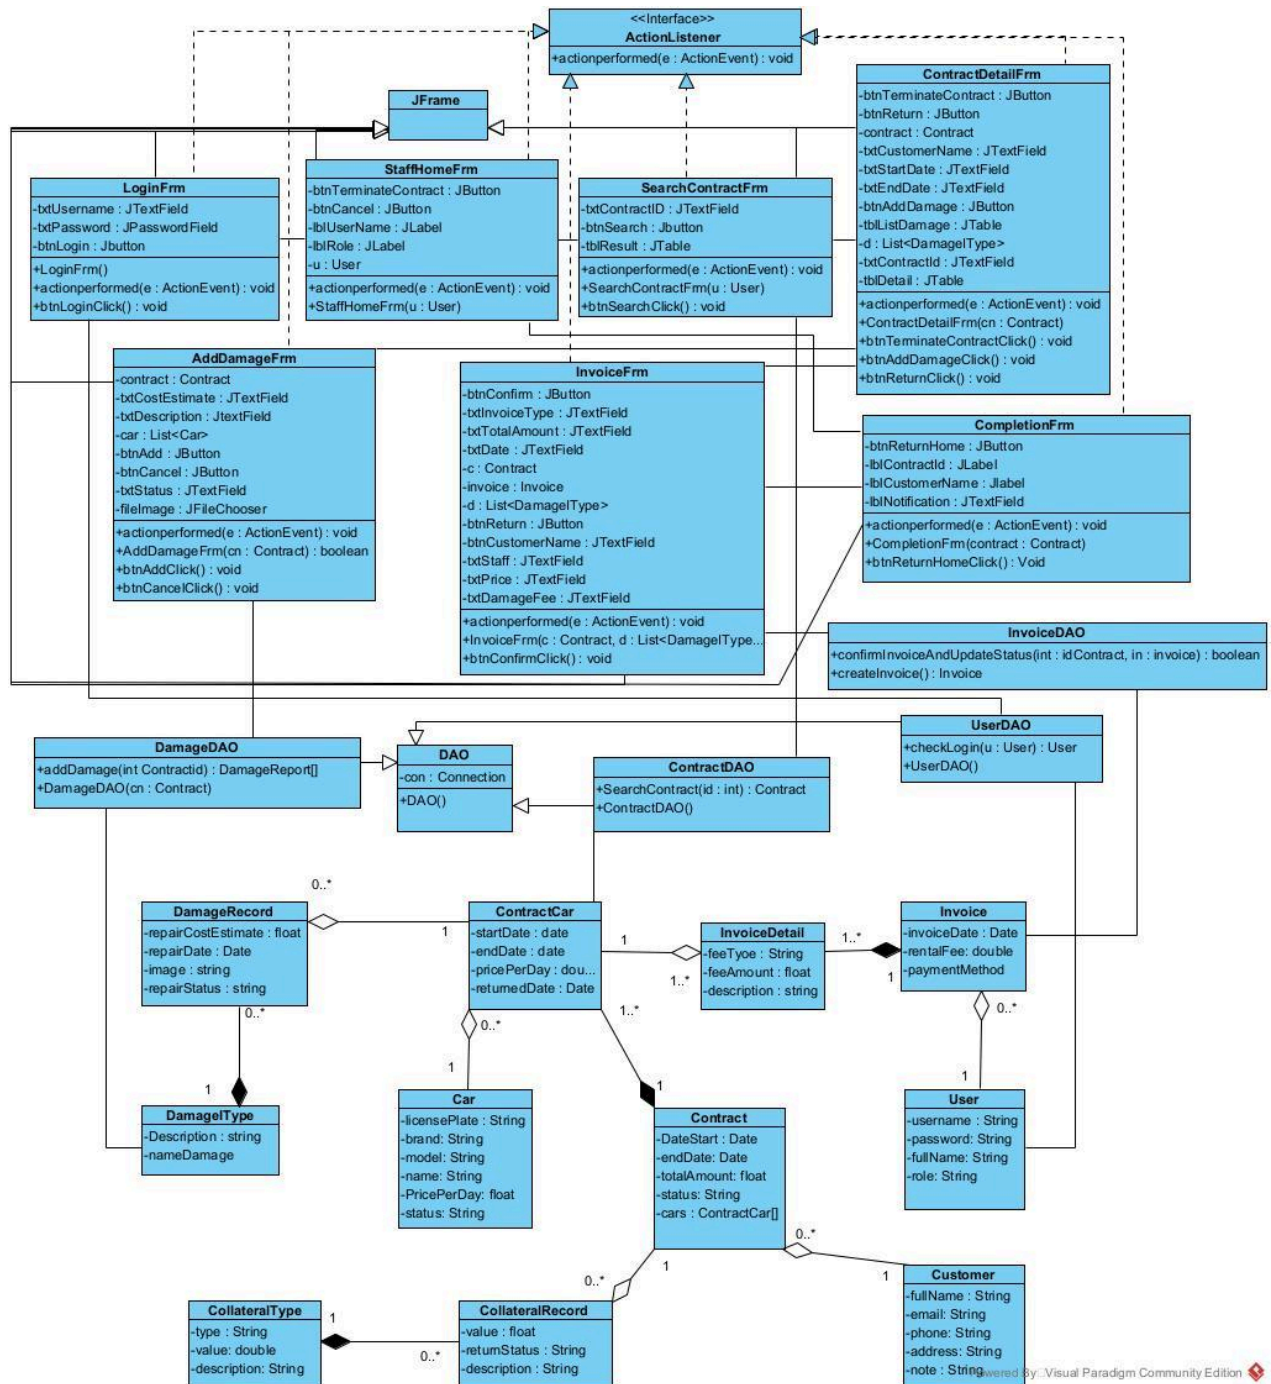 <<Interface>>
ActionListener
+actionperformed(e : ActionEvent) : void
JFrame
ContractDetailFrm
-btnTerminateContract : JButton
-btnReturn : JButton
-contract : Contract
-txtCustomerName : JTextField
-txtStartDate : JTextField
-txtEndDate : JTextField
-btnAddDamage : JButton
-tblListDamage : JTable
-d : List<DamagelType>
-txtContractId : JTextField
-tblDetail : JTable
+actionperformed(e : ActionEvent) : void
+ContractDetailFrm(cn : Contract)
+btnTerminateContractClick() : void
+btnAddDamageClick() : void
+btnReturnClick() : void
LoginFrm
-txtUsername : JTextField
-txtPassword : JPasswordField
-btnLogin : Jbutton
+LoginFrm()
+actionperformed(e : ActionEvent) : void
+btnLoginClick() : void
StaffHomeFrm
-btnTerminateContract : JButton
-btnCancel : JButton
-lblUserName : JLabel
-lblRole : JLabel
-u : User
+actionperformed(e : ActionEvent) : void
+StaffHomeFrm(u : User)
SearchContractFrm
-txtContractID : JTextField
-btnSearch : Jbutton
-tblResult : JTable
+actionperformed(e : ActionEvent) : void
+SearchContractFrm(u : User)
+btnSearchClick() : void
AddDamageFrm
-contract : Contract
-txtCostEstimate : JTextField
-txtDescription : JtextField
-car : List<Car>
-btnAdd : JButton
-btnCancel : JButton
-txtStatus : JTextField
-fileImage : JFileChooser
+actionperformed(e : ActionEvent) : void
+AddDamageFrm(cn : Contract) : boolean
+btnAddClick() : void
+btnCancelClick() : void
InvoiceFrm
-btnConfirm : JButton
-txtInvoiceType : JTextField
-txtTotalAmount : JTextField
-txtDate : JTextField
-c : Contract
-invoice : Invoice
-d : List<DamagelType>
-btnReturn : JButton
-btnCustomerName : JTextField
-txtStaff : JTextField
-txtPrice : JTextField
-txtDamageFee : JTextField
+actionperformed(e : ActionEvent) : void
+InvoiceFrm(c : Contract, d : List<DamagelType...
+btnConfirmClick() : void
CompletionFrm
-btnReturnHome : JButton
-lblContractId : JLabel
-lblCustomerName : Jlabel
-lblNotification : JTextField
+actionperformed(e : ActionEvent) : void
+CompletionFrm(contract : Contract)
+btnReturnHomeClick() : Void
InvoiceDAO
+confirmInvoiceAndUpdateStatus(int : idContract, in : invoice) : boolean
+createInvoice() : Invoice
DamageDAO
+addDamage(int Contractid) : DamageReport[]
+DamageDAO(cn : Contract)
DAO
-con : Connection
+DAO()
ContractDAO
+SearchContract(id : int) : Contract
+ContractDAO()
UserDAO
+checkLogin(u : User) : User
+UserDAO()
0..*
1
DamageRecord
-repairCostEstimate : float
-repairDate : Date
-image : string
-repairStatus : string
ContractCar
-startDate : date
-endDate : date
-pricePerDay : dou...
-returnedDate : Date
1
1..*
InvoiceDetail
-feeTyoe : String
-feeAmount : float
-description : string
1..*
1
Invoice
-invoiceDate : Date
-rentalFee: double
-paymentMethod
0..*
1
0..*
1
1..*
1
0..*
1
DamagelType
-Description : string
-nameDamage
Car
-licensePlate : String
-brand: String
-model: String
-name: String
-PricePerDay: float
-status: String
Contract
-DateStart : Date
-endDate: Date
-totalAmount: float
-status: String
-cars : ContractCar[]
User
-username : String
-password: String
-fullName: String
-role: String
0..*
1
1
0..*
Customer
-fullName : String
-email: String
-phone: String
-address: String
-note : String
CollateralType
-type : String
-value: double
-description: String
1
0..*
CollateralRecord
-value : float
-returnStatus : String
-description : String
Powered By Visual Paradigm Community Edition